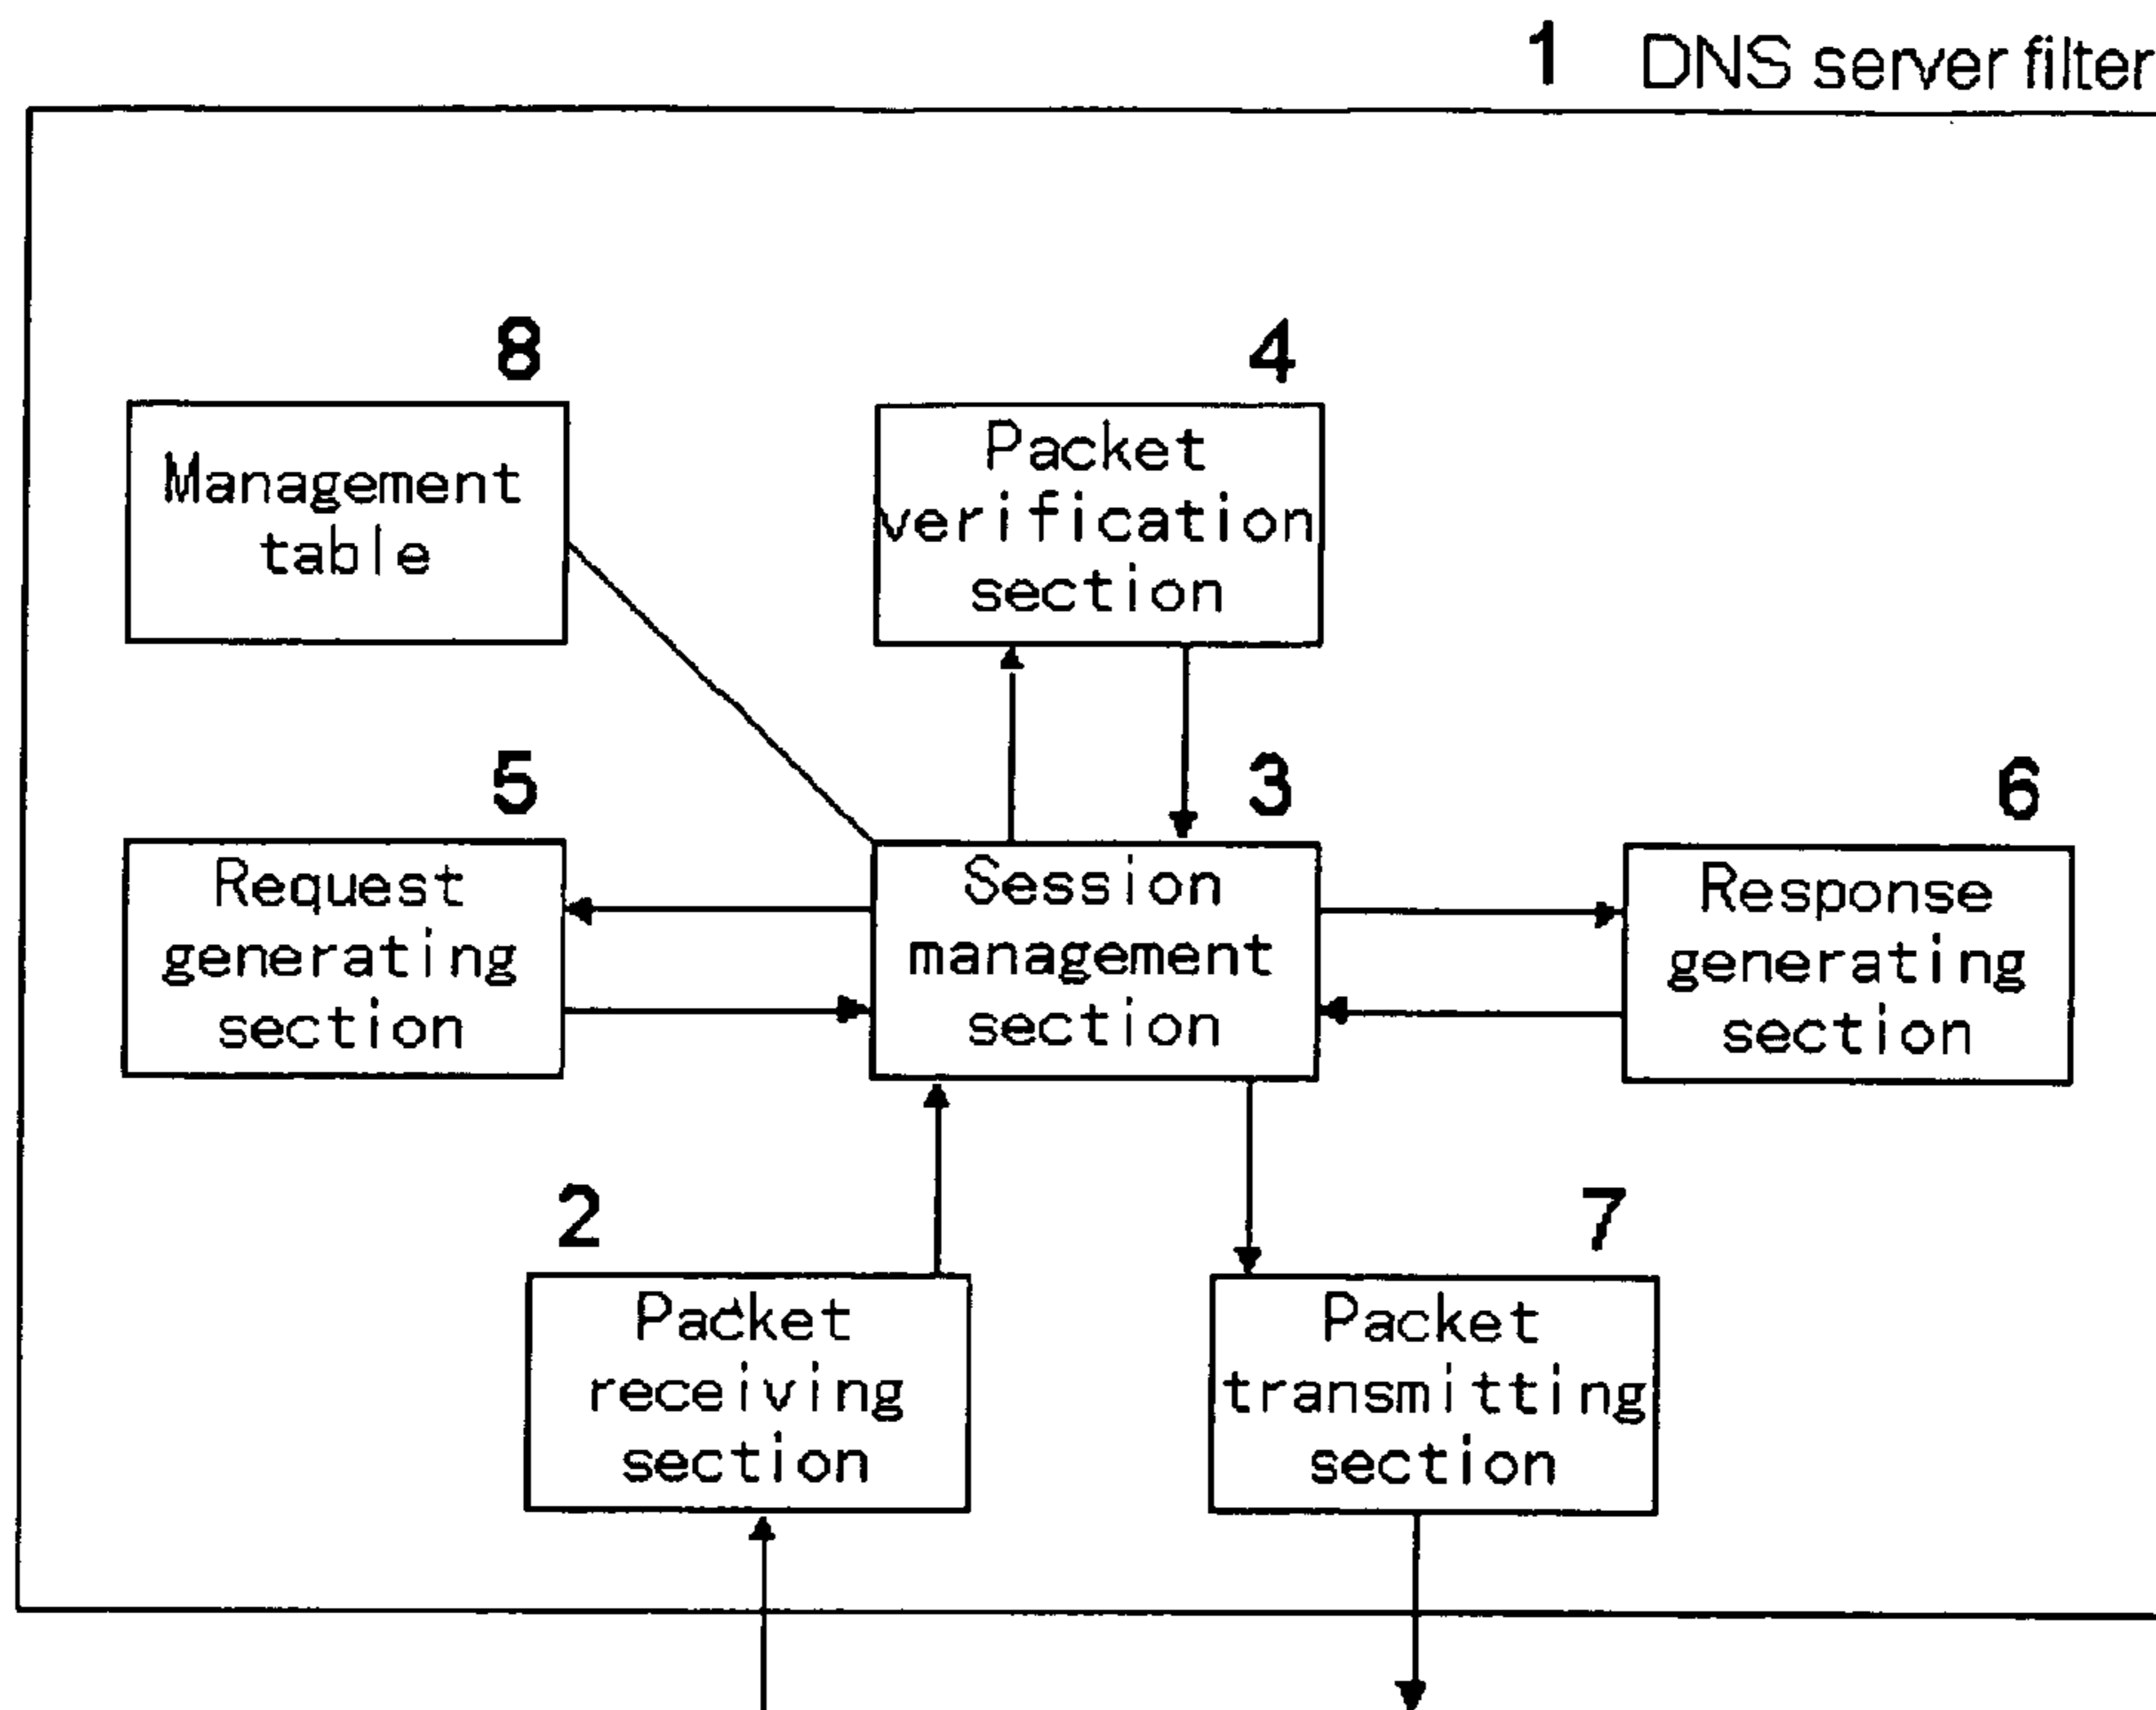 1 DNS server filter
8
Management
table
4
Packet
verification
section
5
Request
generating
section
3
Session
management
section
6
Response
generating
section
2
Packet
receiving
section
7
Packet
transmitting
section